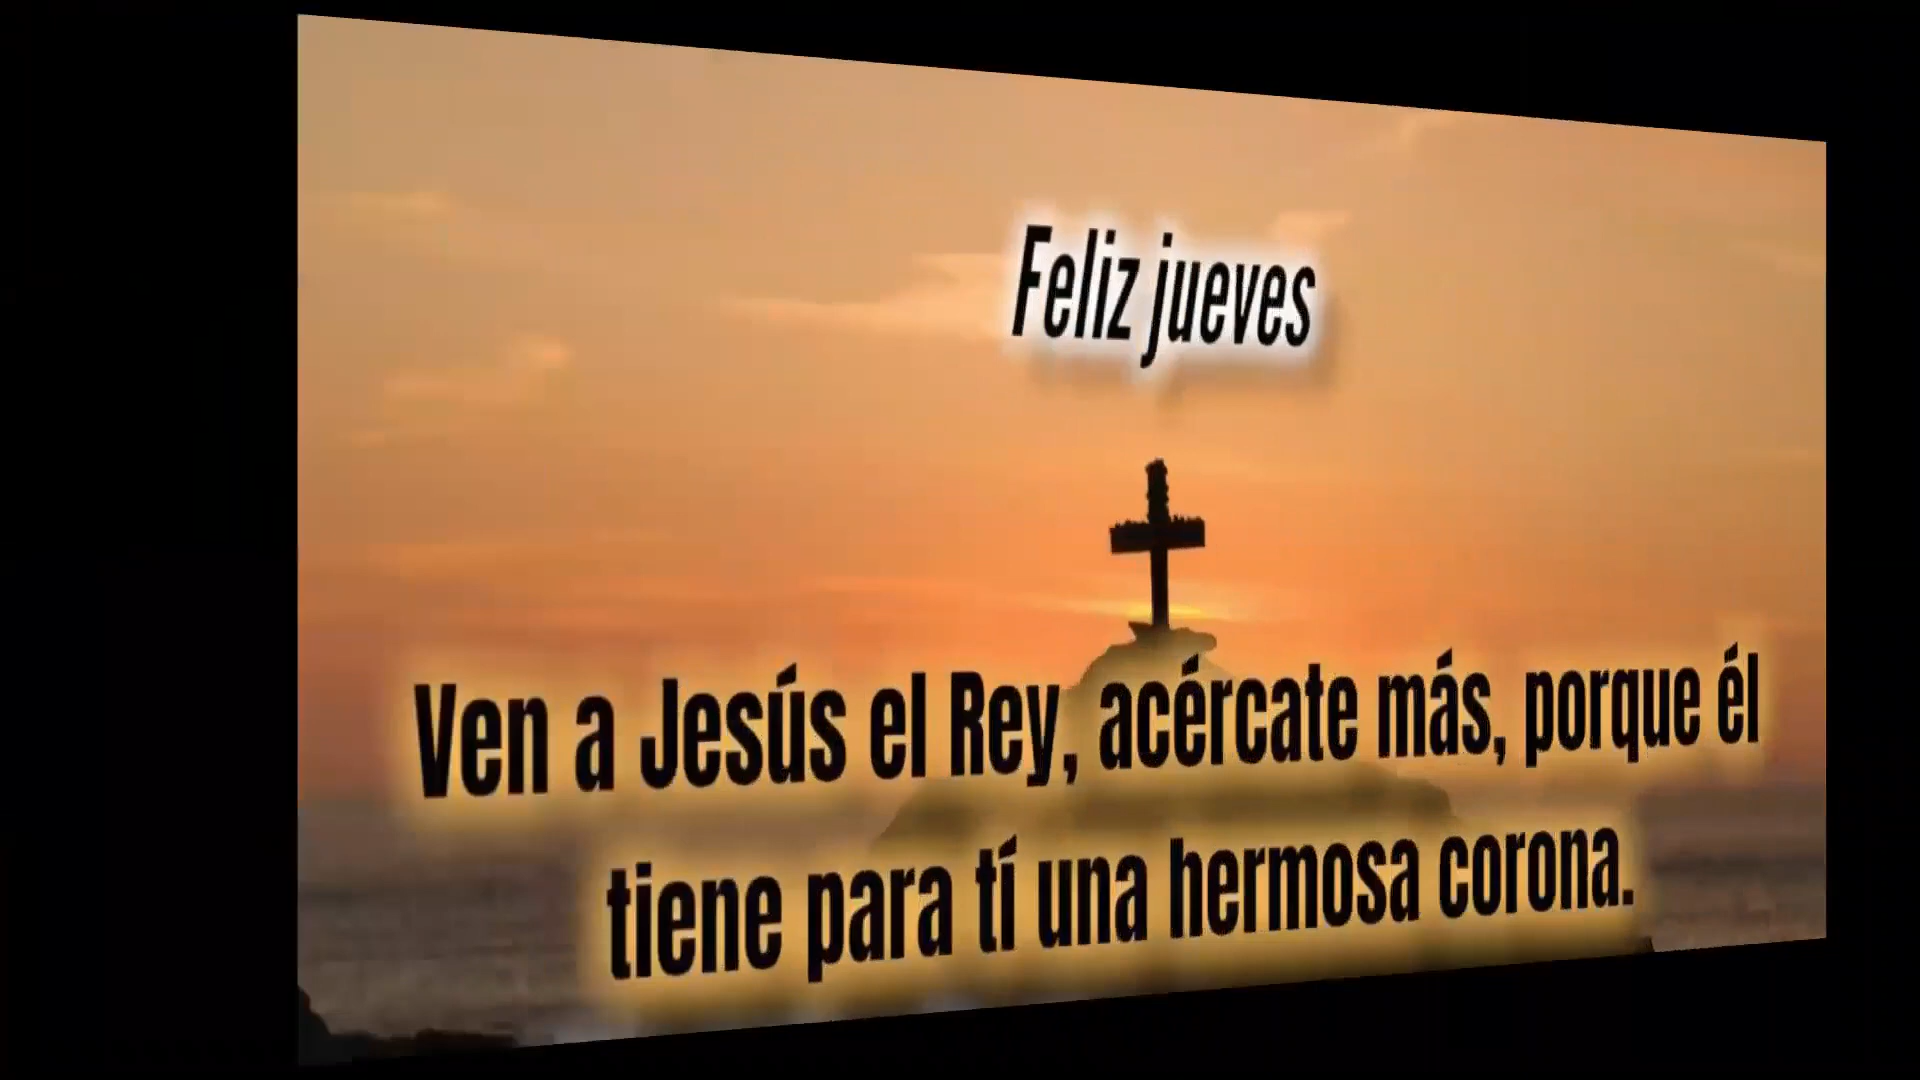 Feliz jueves
Ven a Jesús el Rey, acércate más, porque él
tiene para tí una hermosa corona.